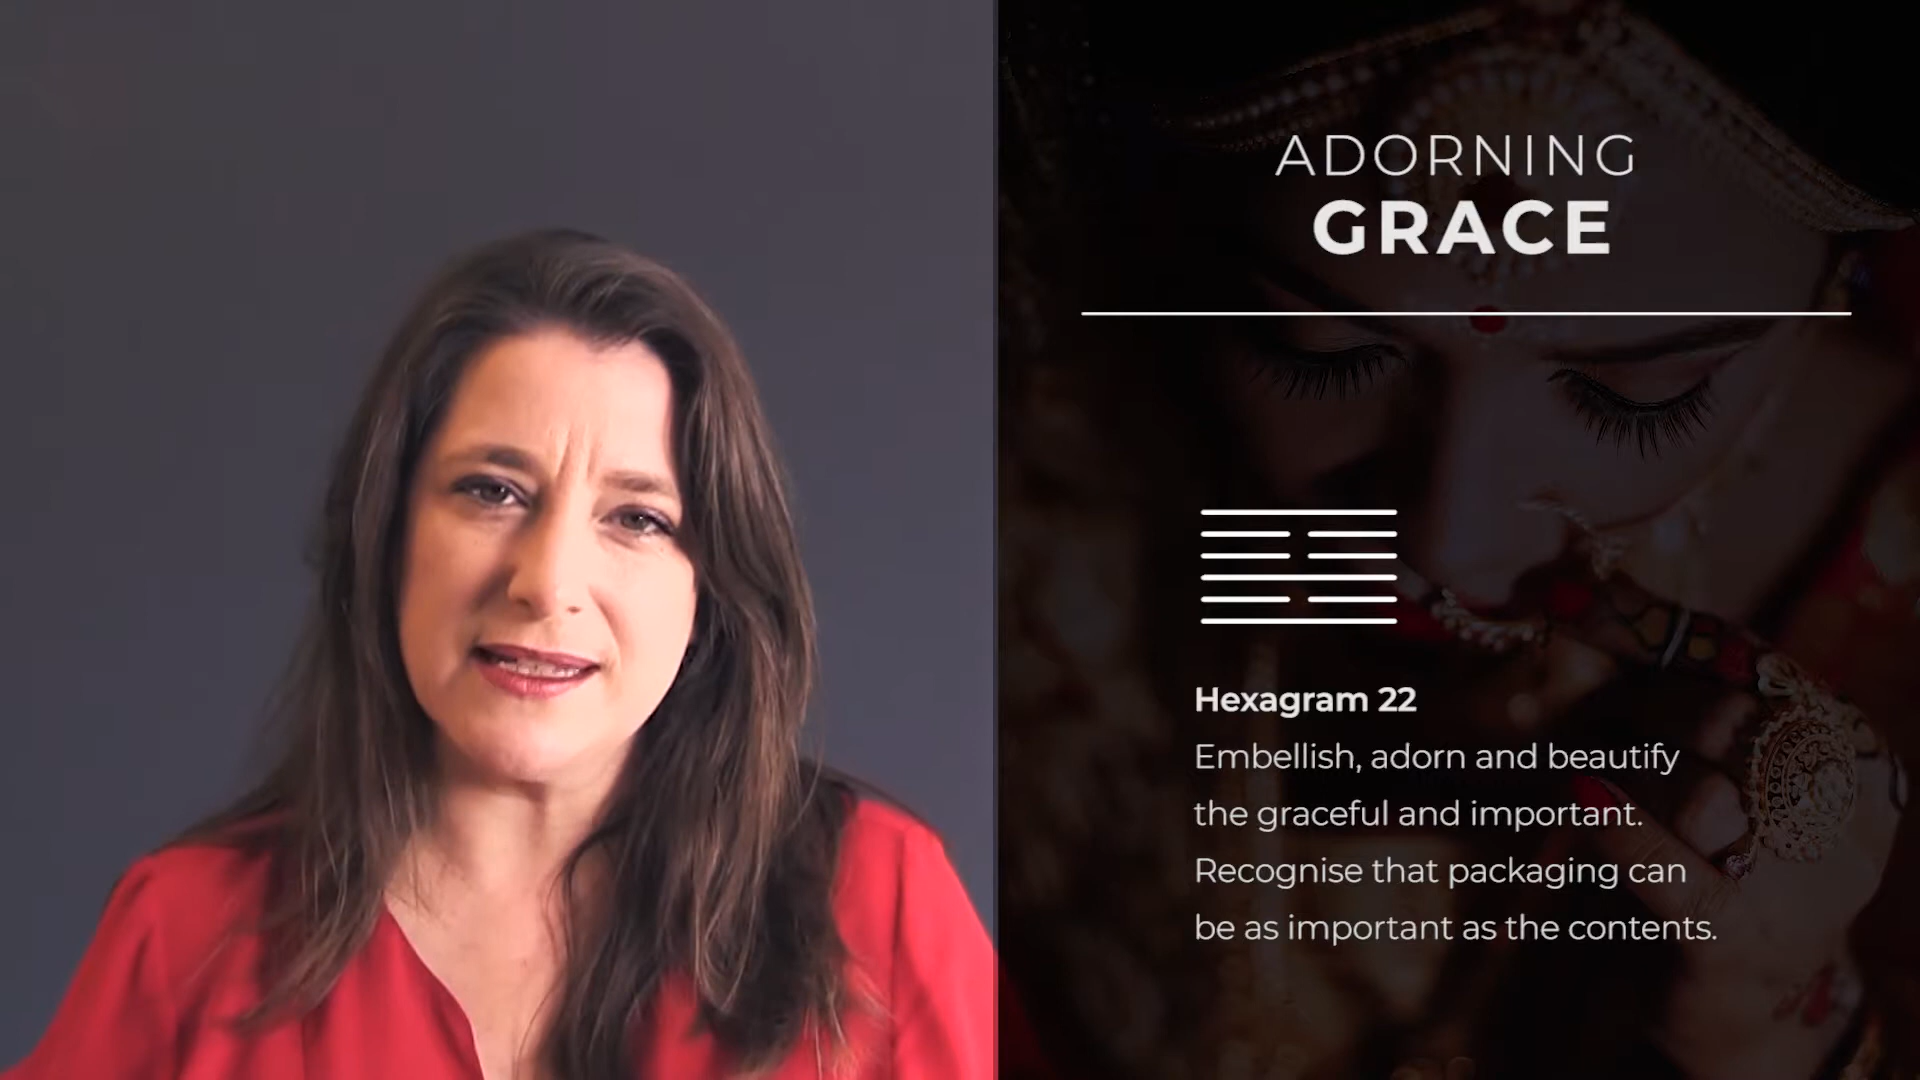 ADORNING
GRACE
Hexagram 22
Embellish, adorn and beautify
the graceful and important.
Recognise that packaging can
be as important as the contents.